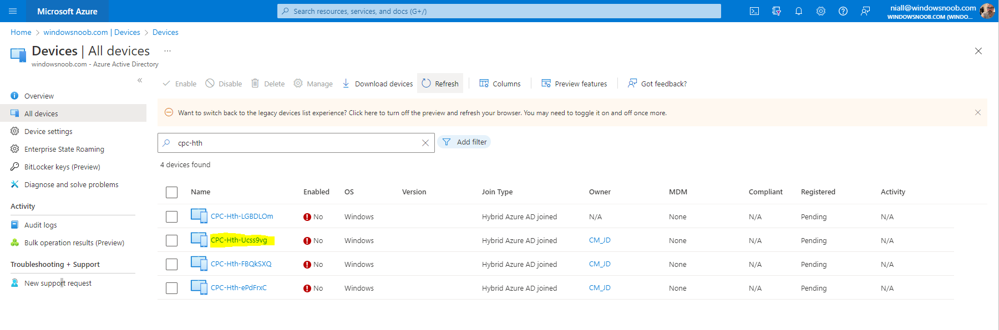 Microsoft Azure
Search resources, services, and docs (G+/)
niall@windowsnoob.com
WINDOWSNOOB.COM (WINDO...
Home > windowsnoob.com | Devices > Devices
Devices | All devices ...
windowsnoob.com - Azure Active Directory
Enable Disable Delete Manage Download devices Refresh Columns Preview features Got feedback?
Overview
All devices
Device settings
Enterprise State Roaming
BitLocker keys (Preview)
Diagnose and solve problems
Activity
Audit logs
Bulk operation results (Preview)
Troubleshooting + Support
New support request
Want to switch back to the legacy devices list experience? Click here to turn off the preview and refresh your browser. You may need to toggle it on and off once more.
cpc-hth
Add filter
4 devices found
Name Enabled OS Version Join Type Owner MDM Compliant Registered Activity
CPC-Hth-LGBDLOm No Windows Hybrid Azure AD joined N/A None N/A Pending N/A
CPC-Hth-Ucss9vg No Windows Hybrid Azure AD joined CM_JD None N/A Pending N/A
CPC-Hth-FBQkSXQ No Windows Hybrid Azure AD joined CM_JD None N/A Pending N/A
CPC-Hth-ePdFrxC No Windows Hybrid Azure AD joined CM_JD None N/A Pending N/A